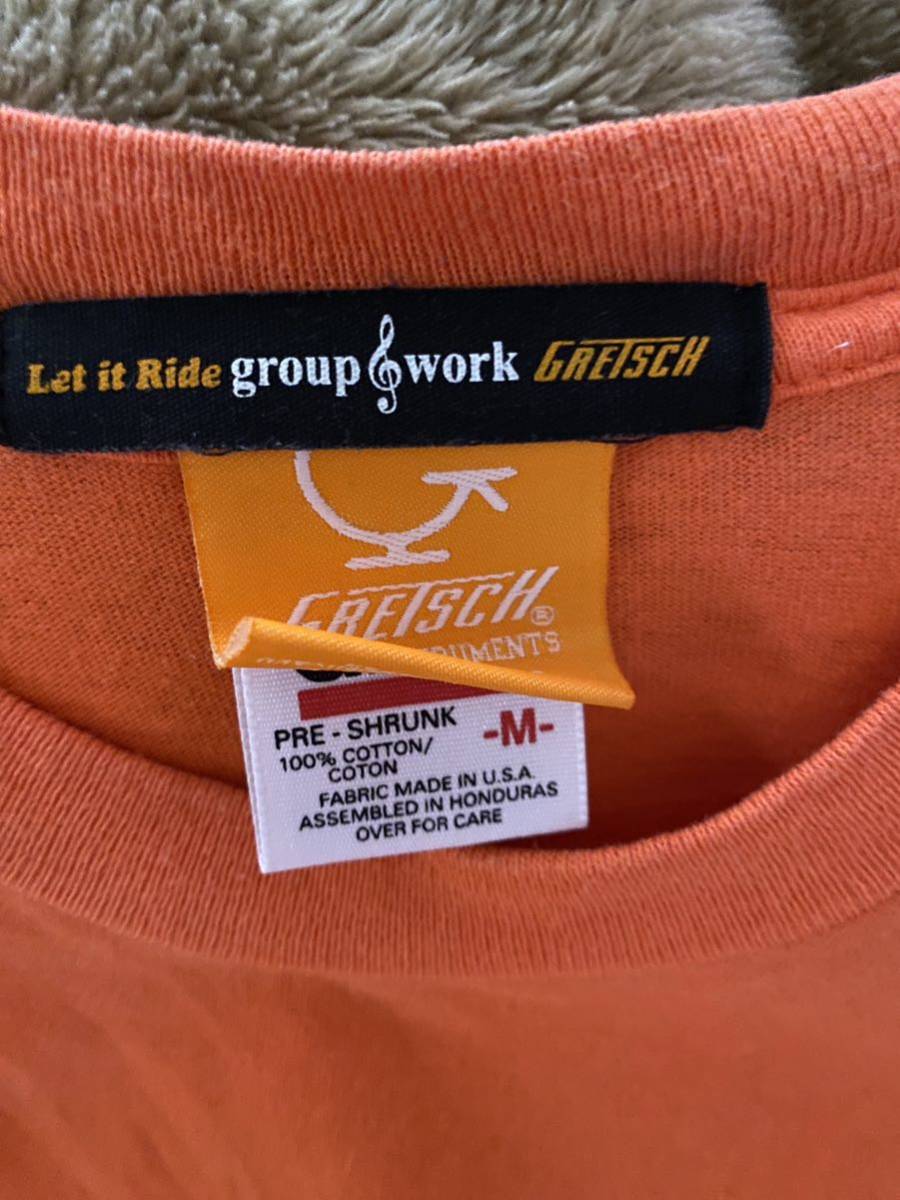 Let it Ride group work GRETSCH
GRETSCH®
PRE - SHRUNK -M-
100% COTTON/
COTON
FABRIC MADE IN U.S.A.
ASSEMBLED IN HONDURAS
OVER FOR CARE